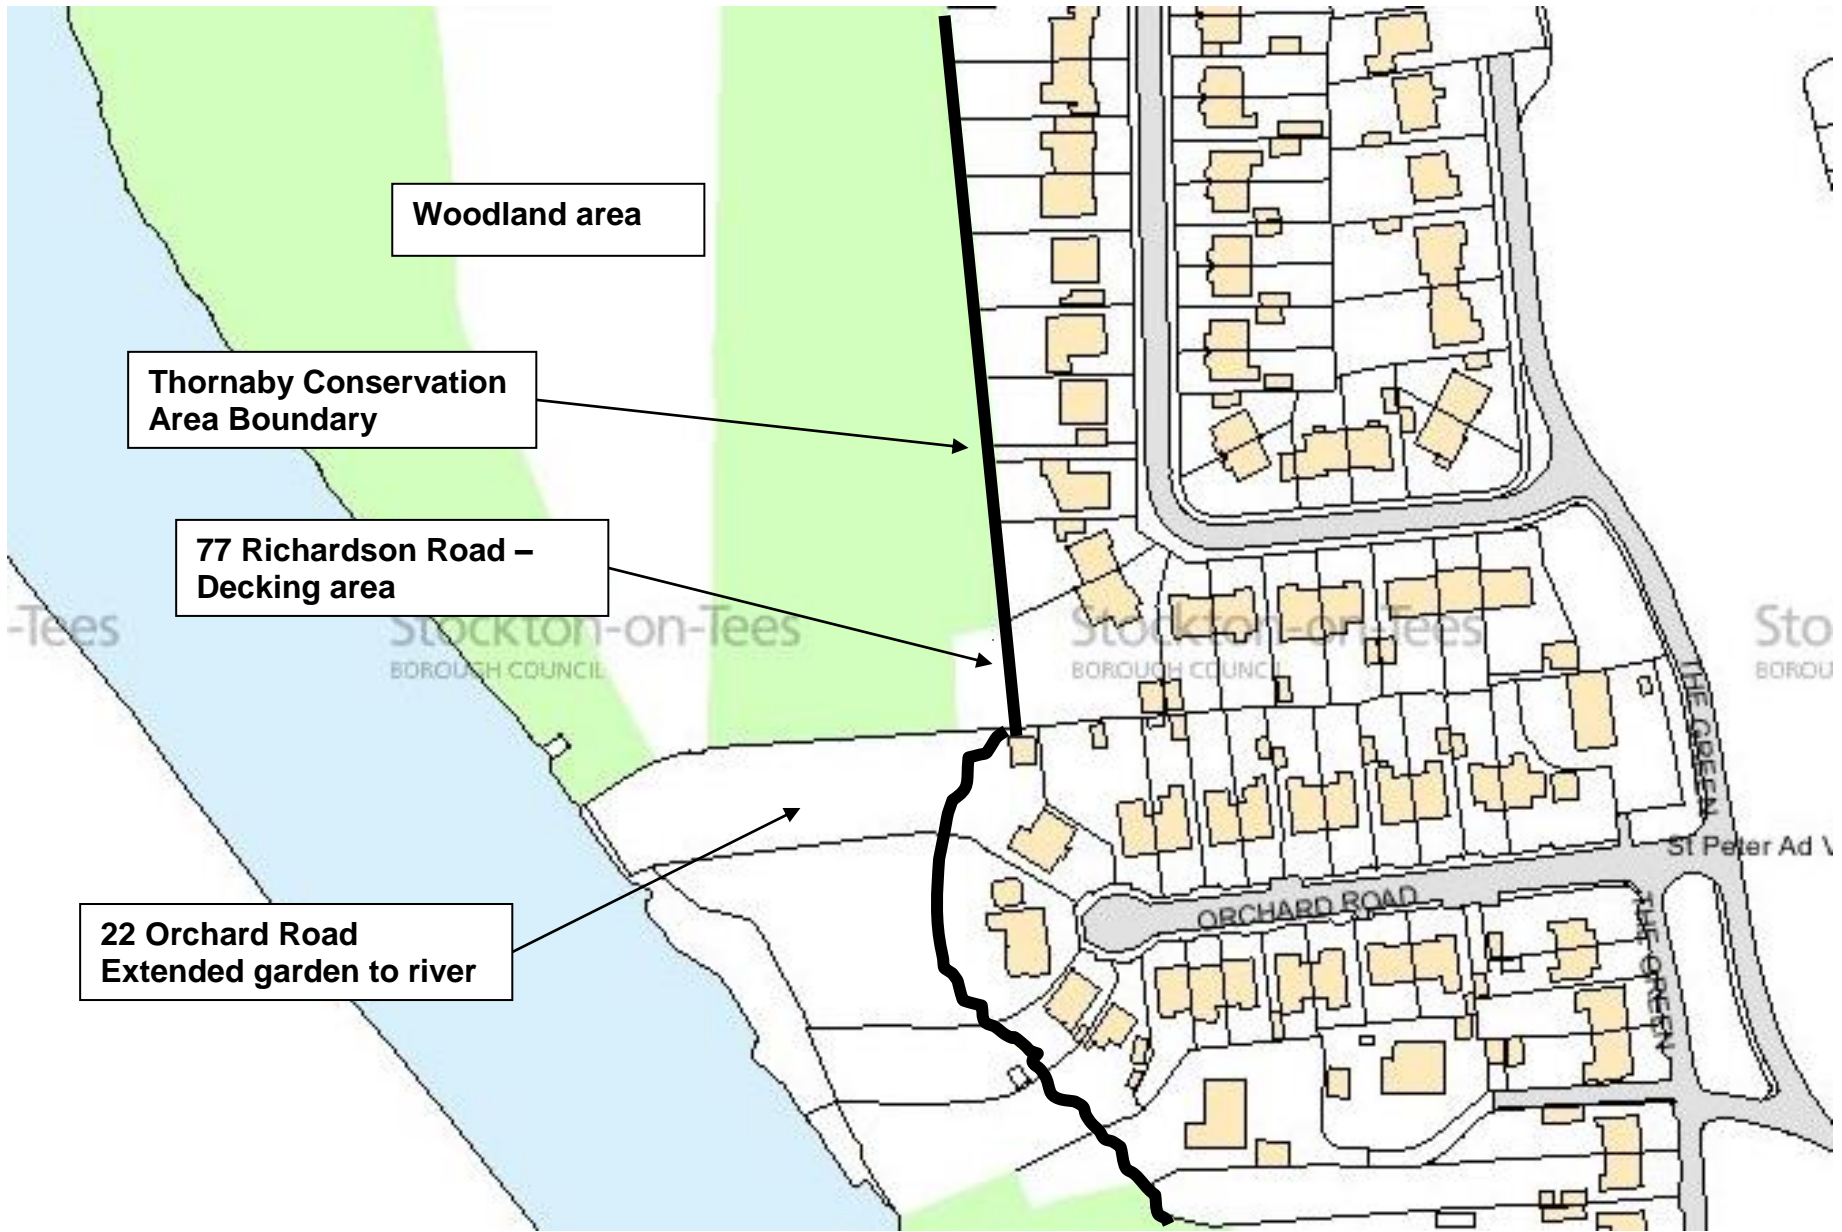 Woodland area
Thornaby Conservation
Area Boundary
77 Richardson Road –
Decking area
-Tees
Stockton-on-Tees
BOROUGH COUNCIL
Stockton-on-Tees
BOROUGH COUNCIL
Sto
BOROU
THE GREEN
St Peter Ad V
ORCHARD ROAD
THE GREEN
22 Orchard Road
Extended garden to river